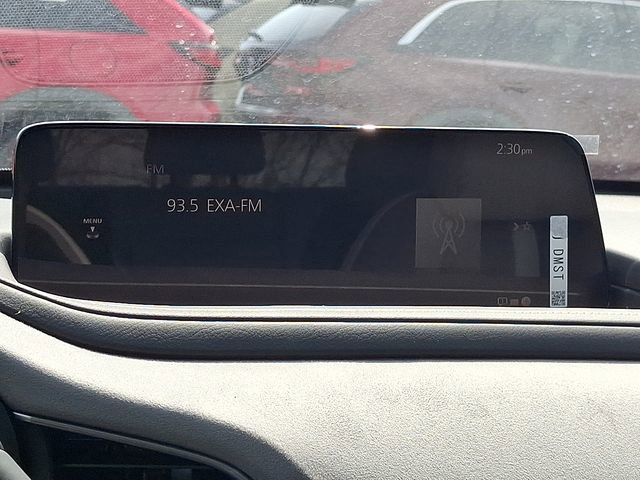 2:30pm
FM
93.5 EXA-FM
MENU
J DMST